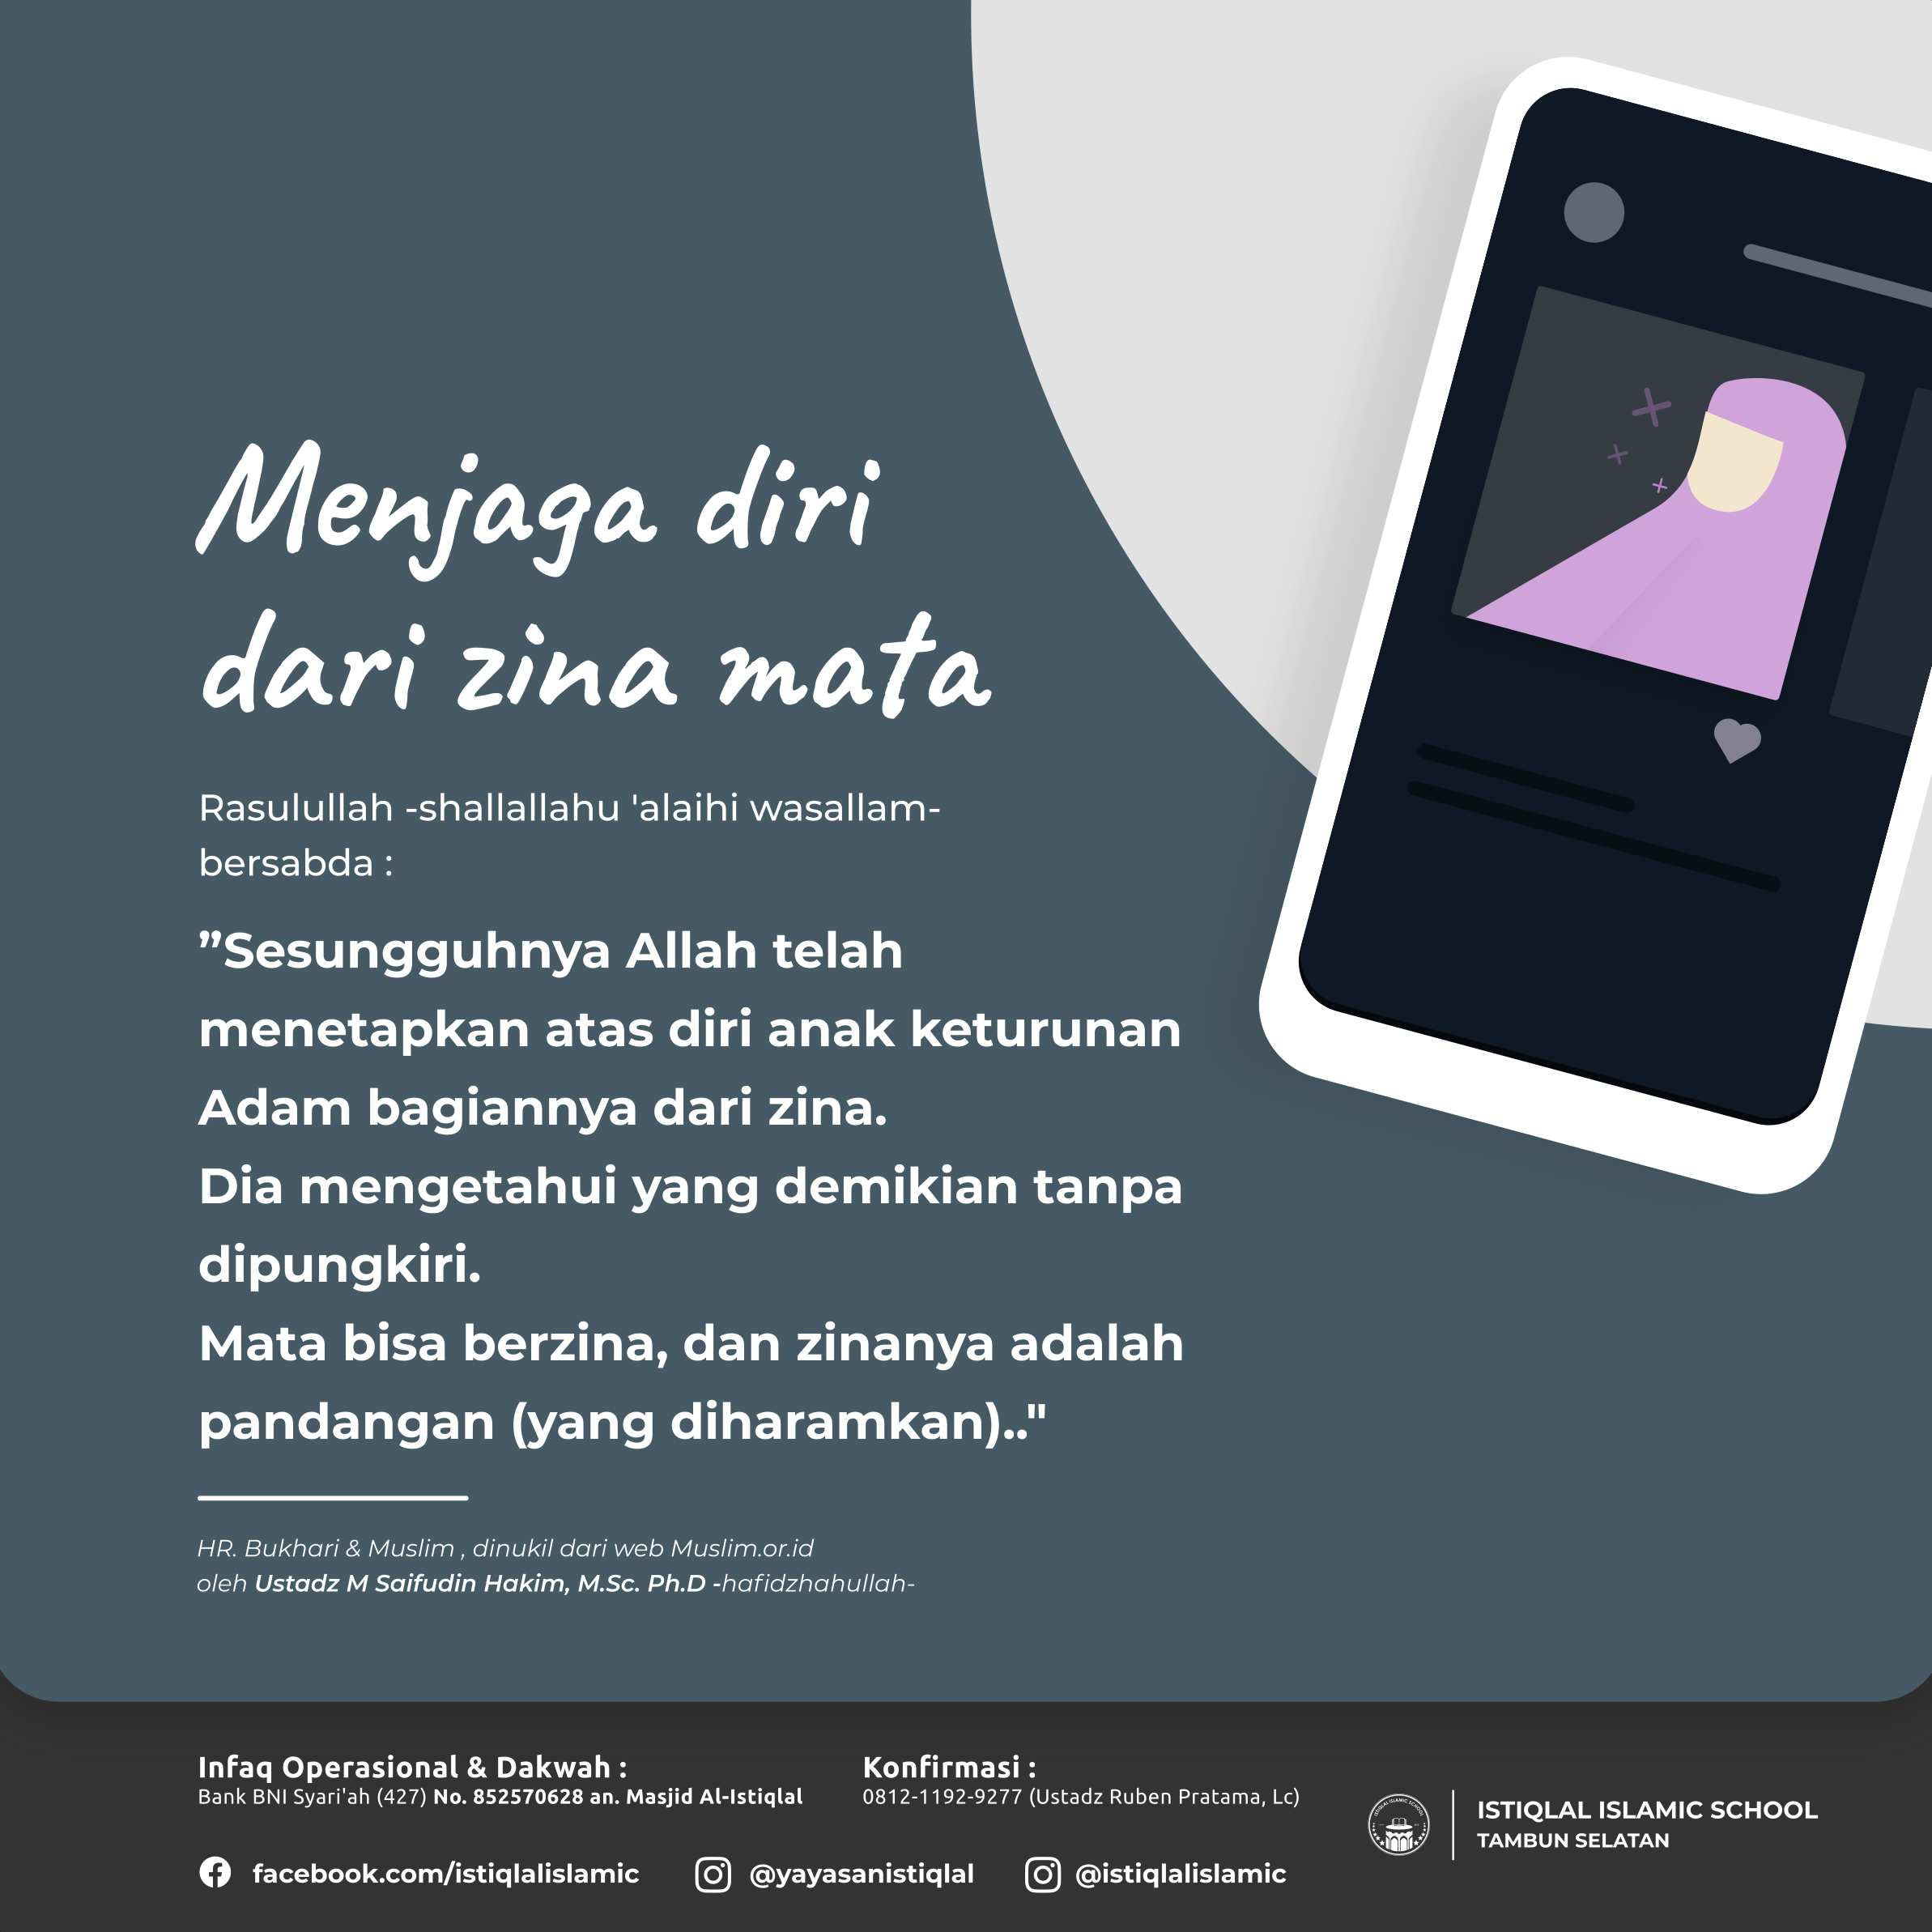 Menjaga diri
dari zina mata
Rasulullah -shallallahu 'alaihi wasallam-
bersabda :
”Sesungguhnya Allah telah
menetapkan atas diri anak keturunan
Adam bagiannya dari zina.
Dia mengetahui yang demikian tanpa
dipungkiri.
Mata bisa berzina, dan zinanya adalah
pandangan (yang diharamkan).."
HR. Bukhari & Muslim , dinukil dari web Muslim.or.id
oleh Ustadz M Saifudin Hakim, M.Sc. Ph.D -hafidzhahullah-
Infaq Operasional & Dakwah :
Bank BNI Syari'ah (427) No. 852570628 an. Masjid Al-Istiqlal
Konfirmasi :
0812-1192-9277 (Ustadz Ruben Pratama, Lc)
facebook.com/istiqlalislamic
@yayasanistiqlal
@istiqlalislamic
ISTIQLAL ISLAMIC SCHOOL
ISTIQLAL ISLAMIC SCHOOL
TAMBUN SELATAN